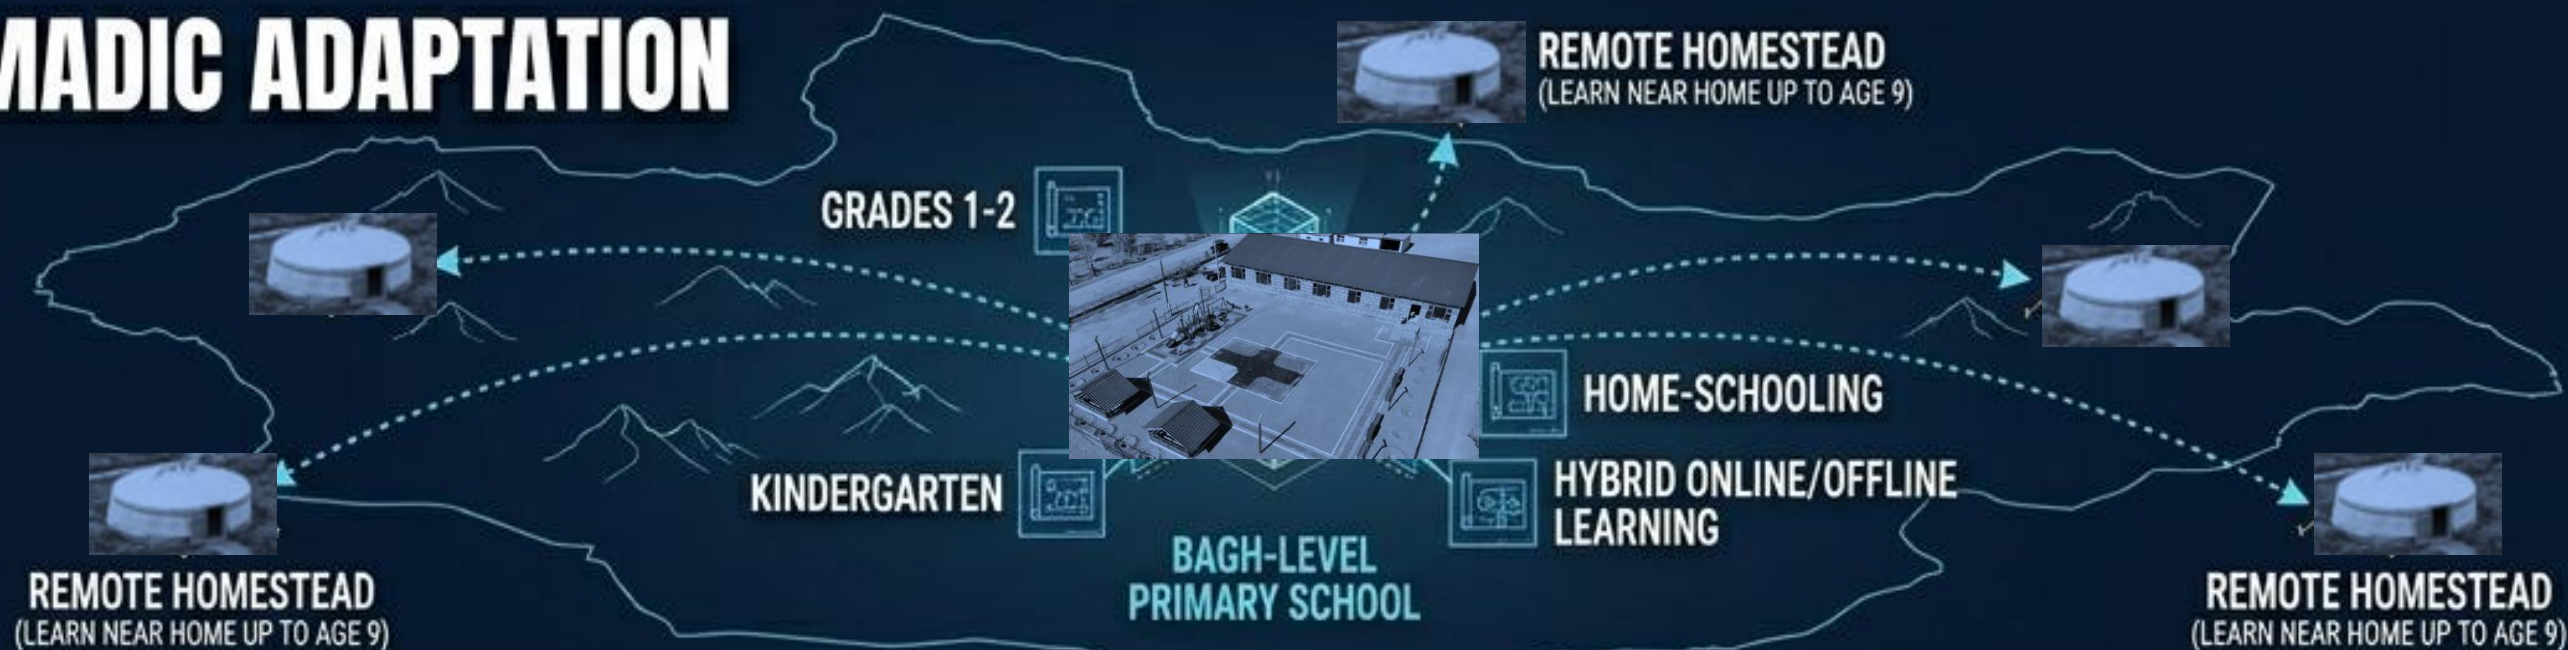 MADIC ADAPTATION
REMOTE HOMESTEAD
(LEARN NEAR HOME UP TO AGE 9)
GRADES 1-2
HOME-SCHOOLING
KINDERGARTEN
HYBRID ONLINE/OFFLINE
LEARNING
BAGH-LEVEL
PRIMARY SCHOOL
REMOTE HOMESTEAD
(LEARN NEAR HOME UP TO AGE 9)
REMOTE HOMESTEAD
(LEARN NEAR HOME UP TO AGE 9)